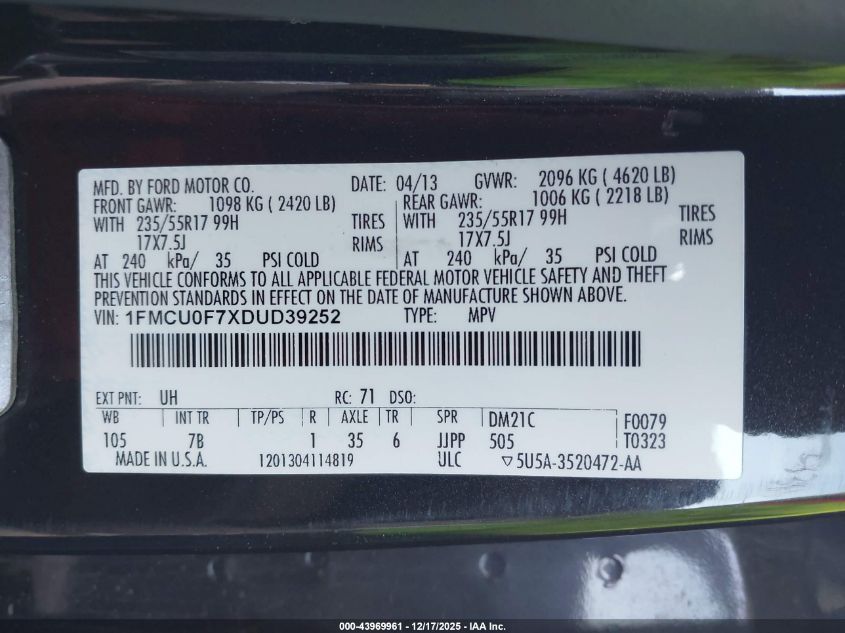 MFD. BY FORD MOTOR CO. DATE: 04/13 GVWR: 2096 KG ( 4620 LB)
FRONT GAWR: 1098 KG ( 2420 LB) REAR GAWR: 1006 KG ( 2218 LB)
WITH 235/55R17 99H TIRES WITH 235/55R17 99H TIRES
17X7.5J RIMS 17X7.5J RIMS
AT 240 kPa/ 35 PSI COLD AT 240 kPa/ 35 PSI COLD
THIS VEHICLE CONFORMS TO ALL APPLICABLE FEDERAL MOTOR VEHICLE SAFETY AND THEFT
PREVENTION STANDARDS IN EFFECT ON THE DATE OF MANUFACTURE SHOWN ABOVE.
VIN: 1FMCU0F7XDUD39252 TYPE: MPV
EXT PNT: UH RC: 71 DSO:
WB INT TR TP/PS R AXLE TR SPR DM21C F0079
105 7B 1 35 6 JJPP 505 T0323
MADE IN U.S.A. 1201304114819 ULC ▽5U5A-3520472-AA
000-43969961 - 12/17/2025 - IAA Inc.